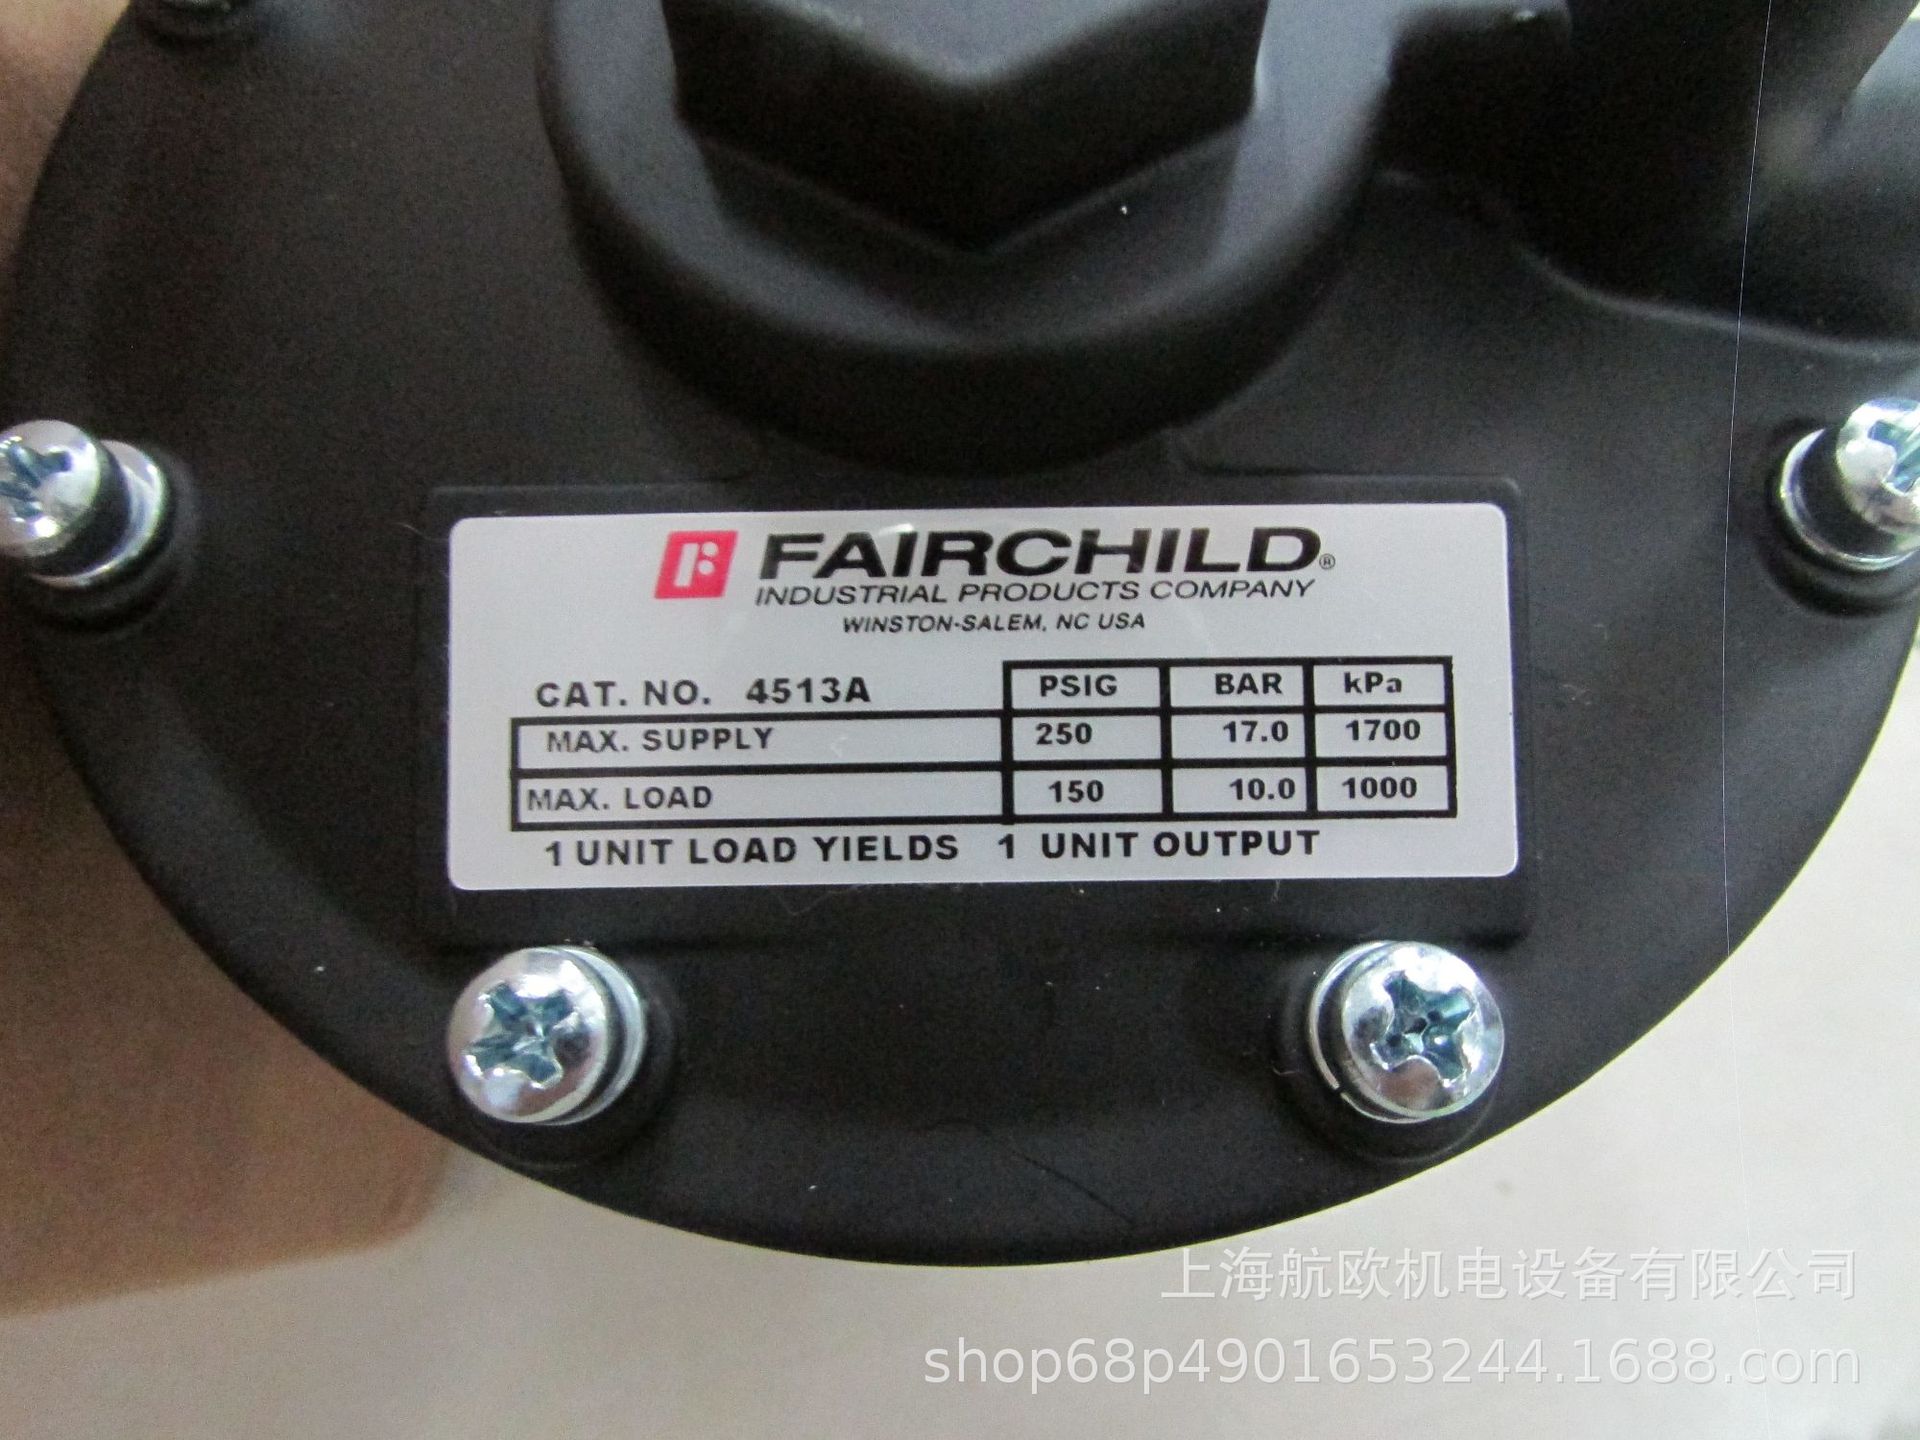 FAIRCHILD®
INDUSTRIAL PRODUCTS COMPANY
WINSTON-SALEM, NC USA
CAT. NO. 4513A PSIG BAR kPa
MAX. SUPPLY 250 17.0 1700
MAX. LOAD 150 10.0 1000
1 UNIT LOAD YIELDS 1 UNIT OUTPUT
上海航欧机电设备有限公司
shop68p4901653244.1688.com